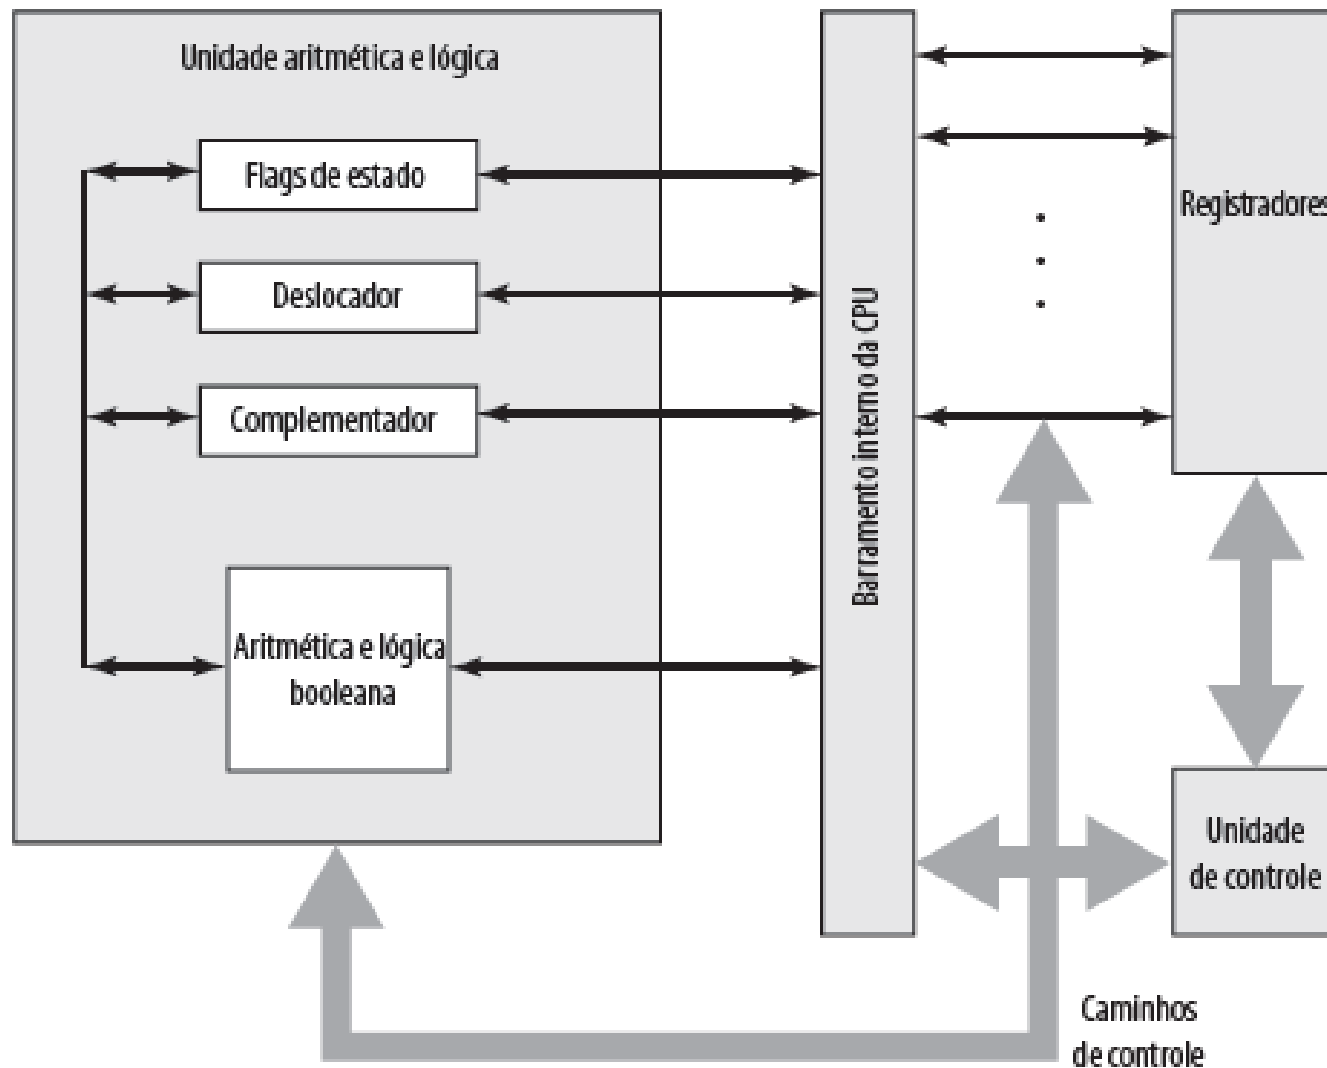 Unidade aritmética e lógica
Flags de estado
Deslocador
Complementador
Aritmética e lógica
booleana
Barramento interno da CPU
Registradores
Unidade
de controle
Caminhos
de controle